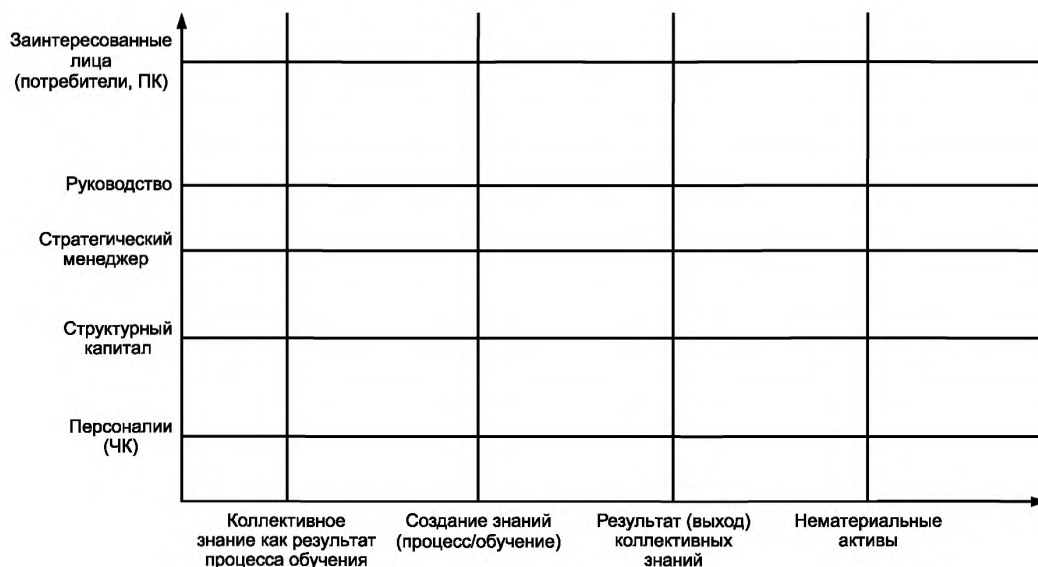 Заинтересованные
лица
(потребители, ПК)
Руководство
Стратегический
менеджер
Структурный
капитал
Персоналии
(ЧК)
Коллективное
знание как результат
процесса обучения
Создание знаний
(процесс/обучение)
Результат (выход)
коллективных
знаний
Нематериальные
активы